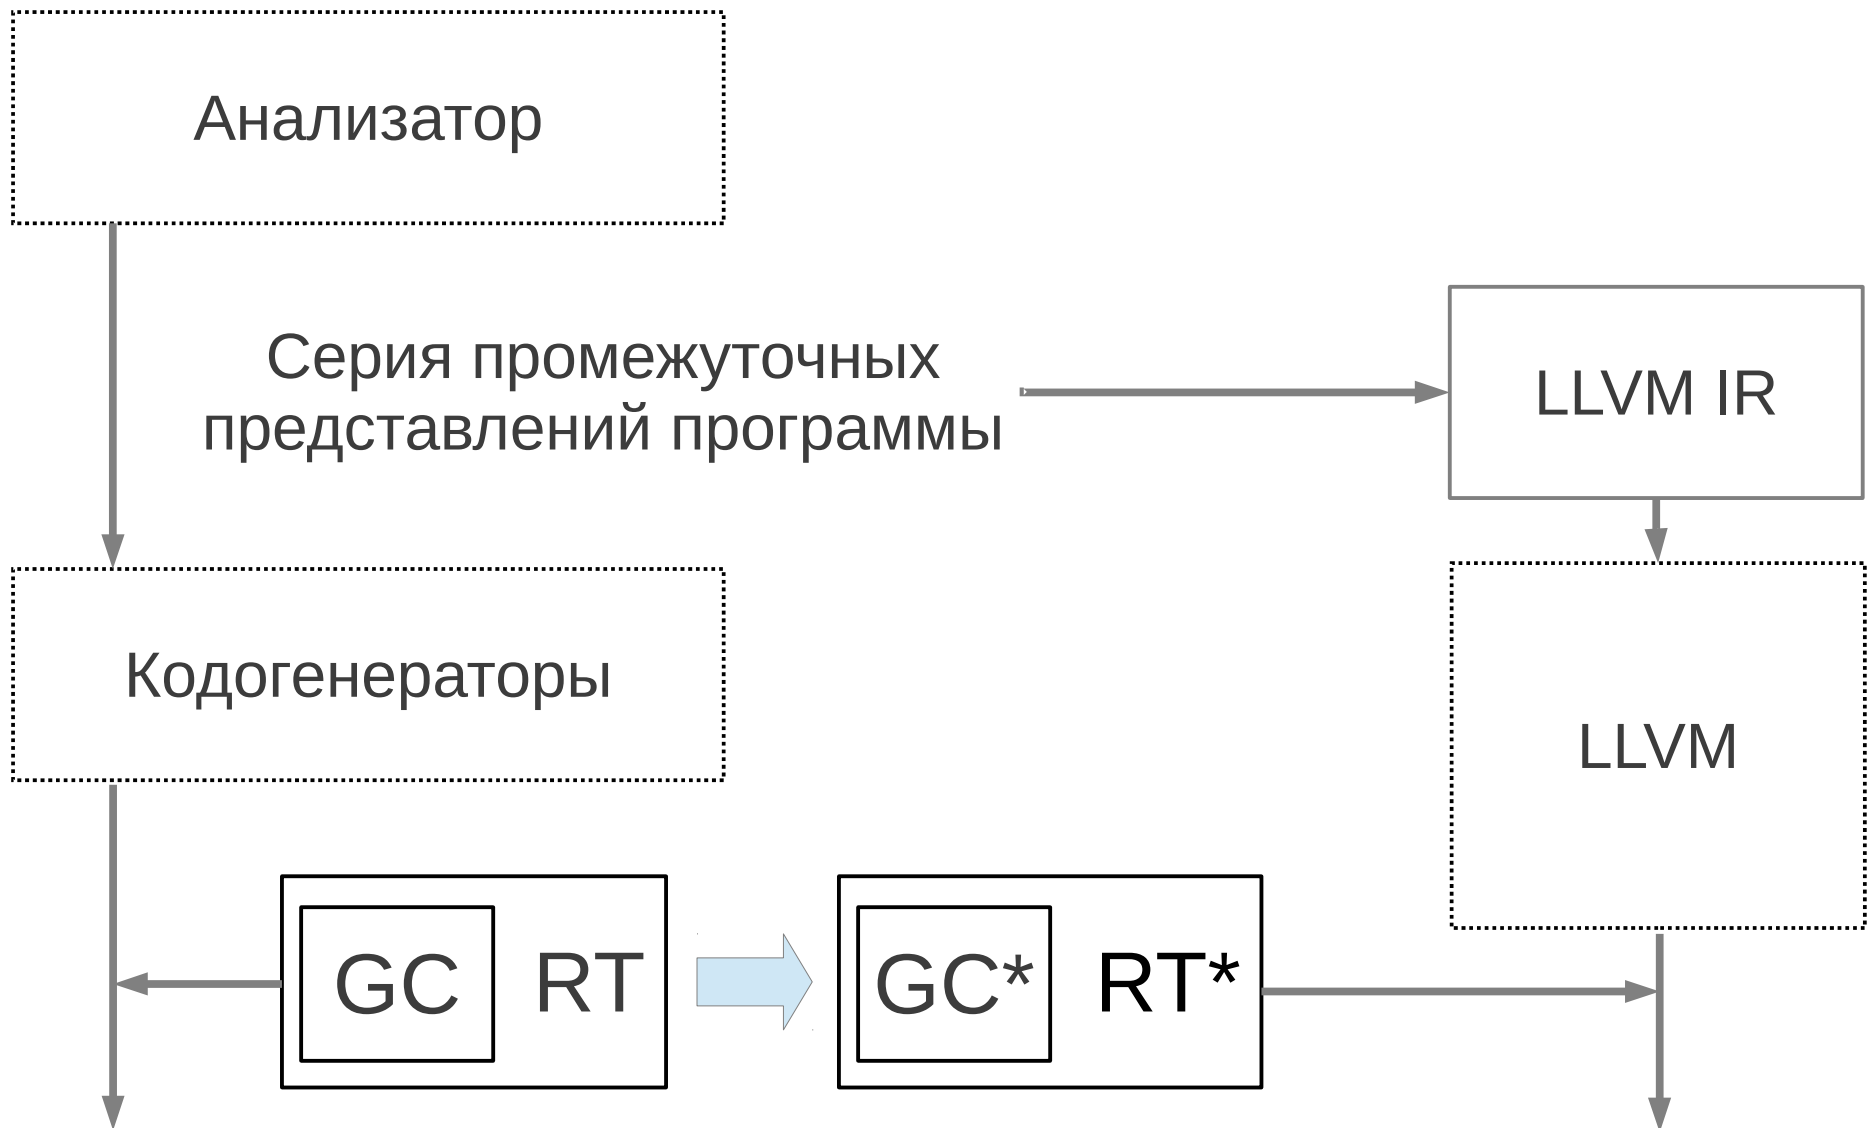 Анализатор
Серия промежуточных
представлений программы
LLVM IR
Кодогенераторы
LLVM
GC RT
GC* RT*